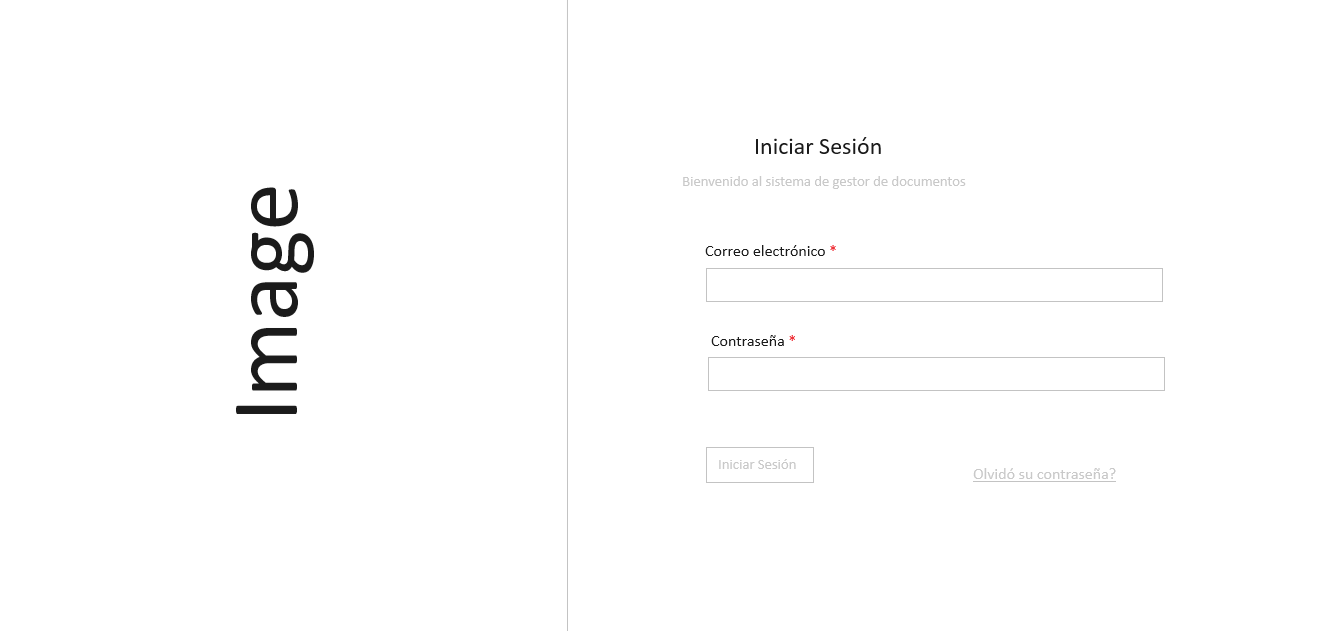 Image
Iniciar Sesión
Bienvenido al sistema de gestor de documentos
Correo electrónico *
Contraseña *
Iniciar Sesión
Olvidó su contraseña?